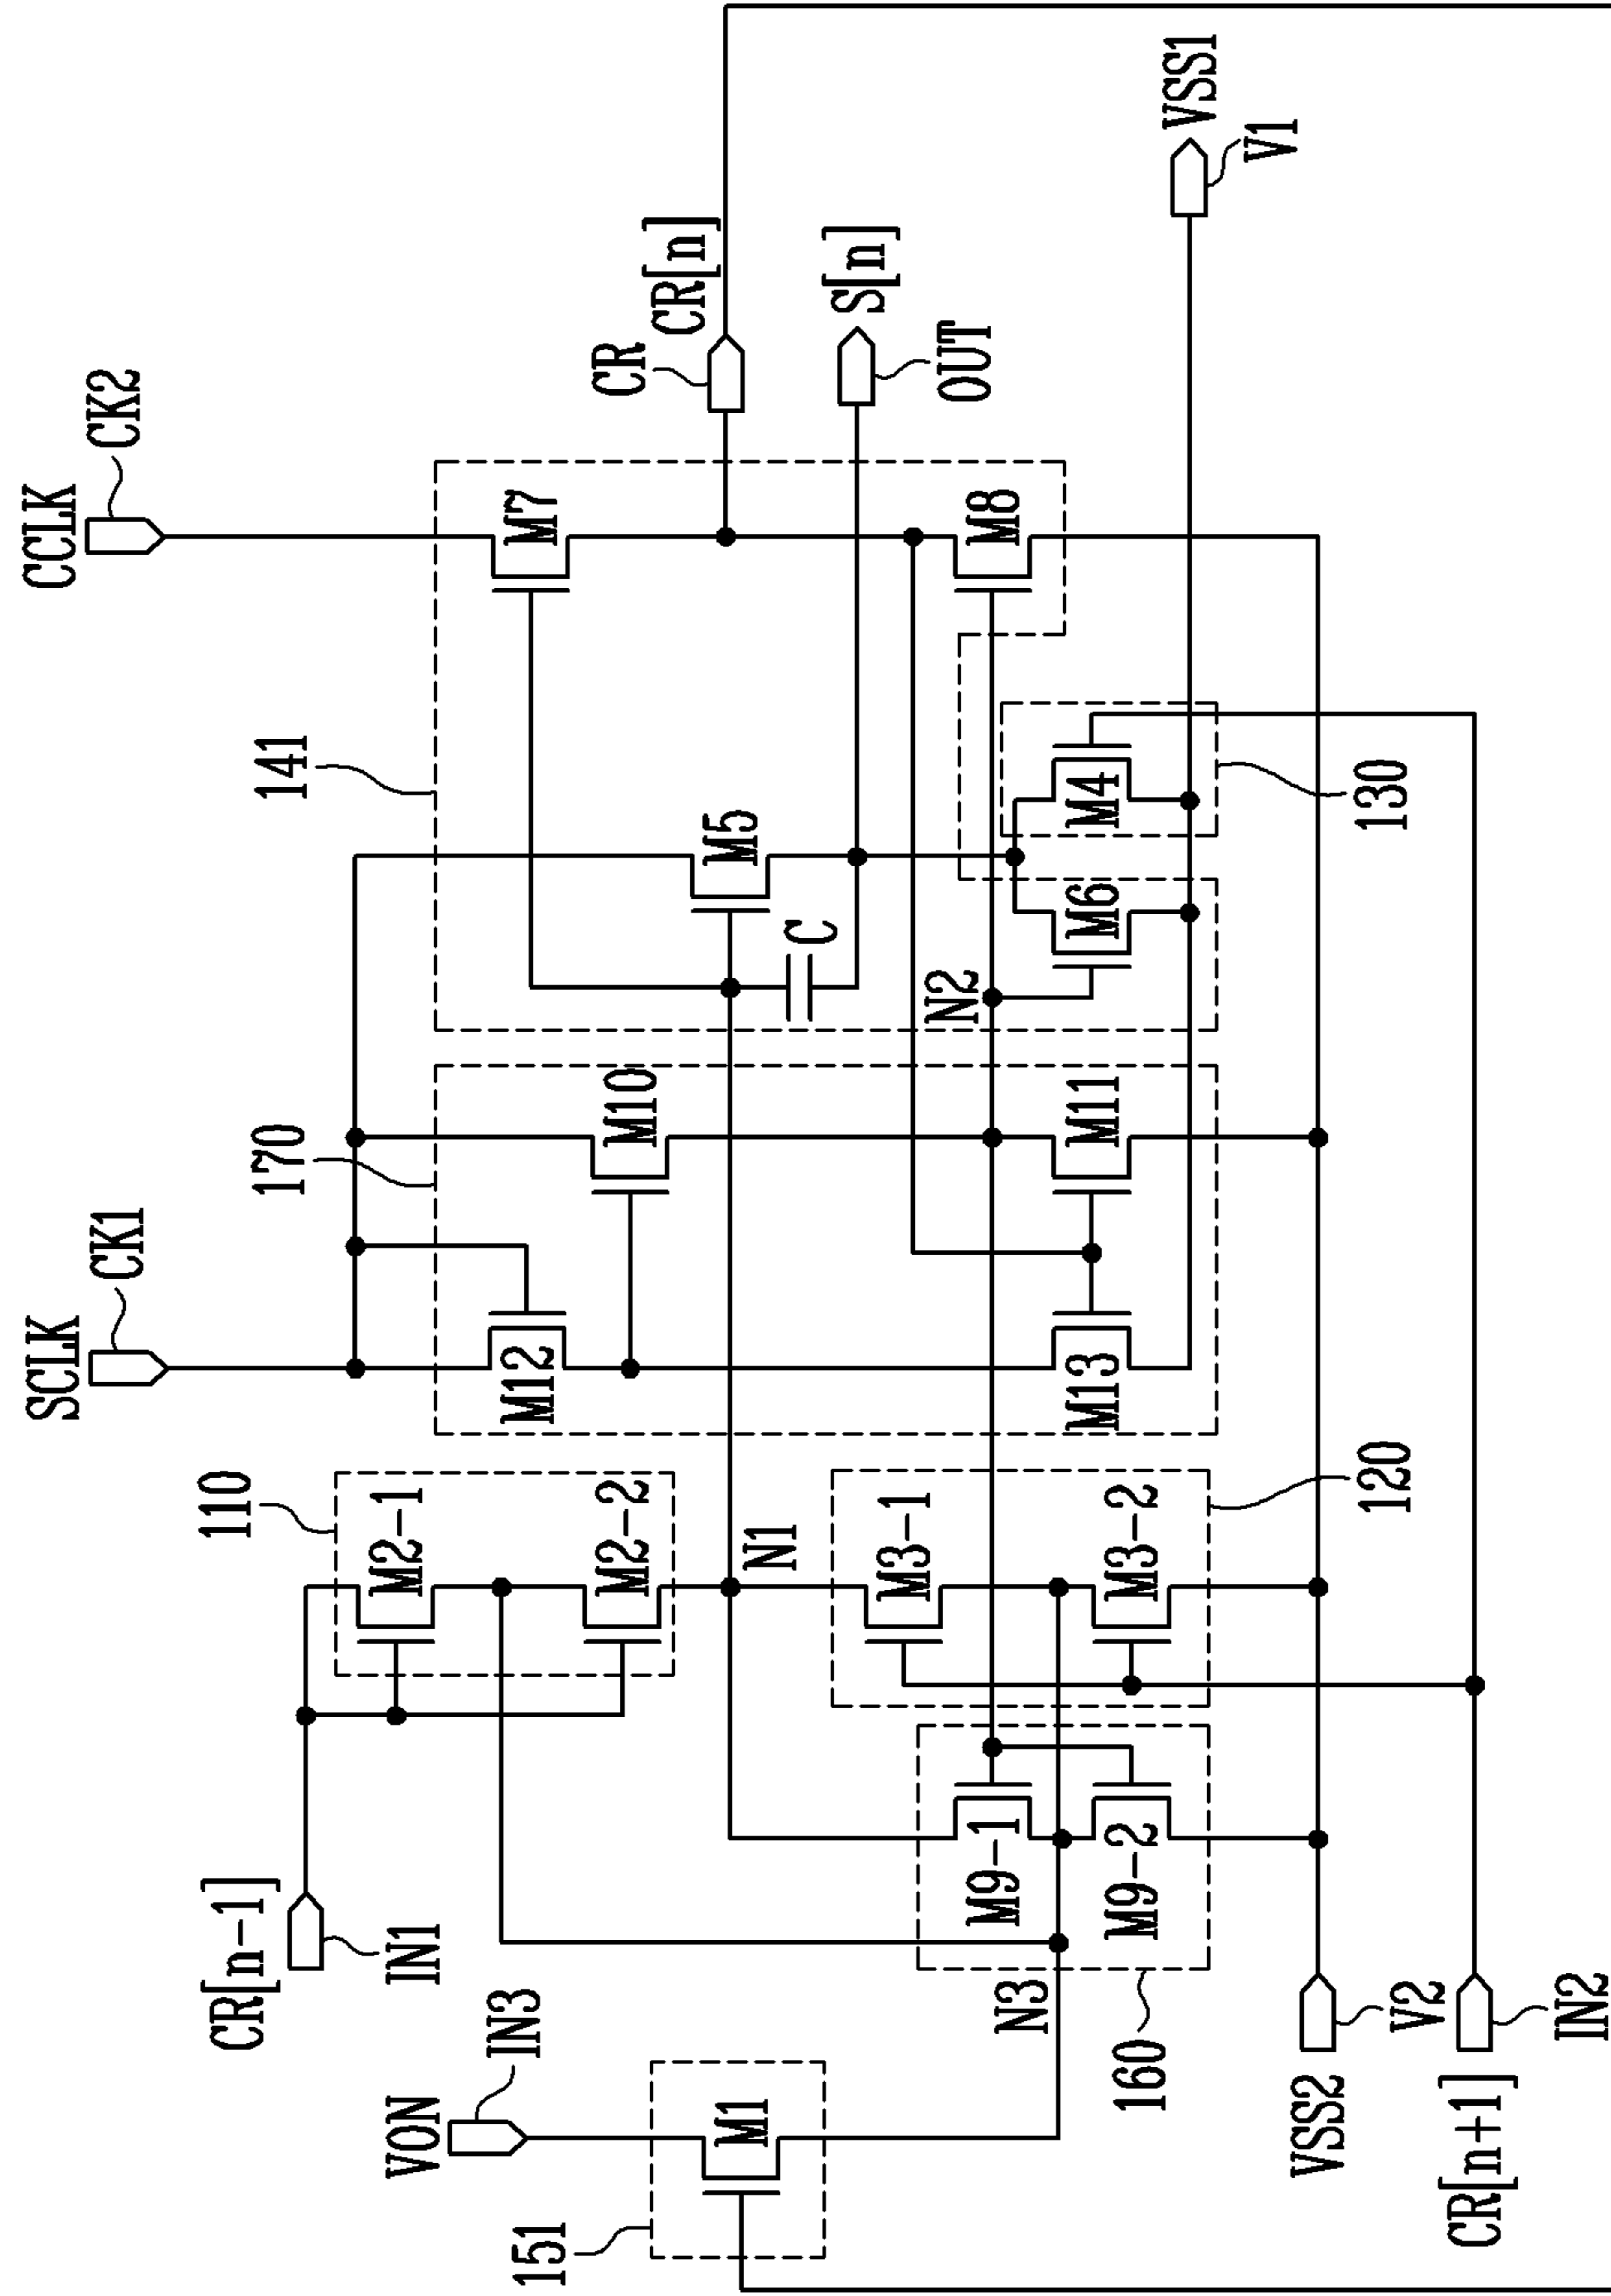 SCLK
CK1
CCLK
CK2
CR[n-1]
IN1
VON
IN3
110
M2-1
M2-2
170
M12
M10
141
M7
M5
C
CR
CR[n]
S[n]
OUT
151
M1
N1
N2
N3
160
M9-1
M9-2
M3-1
M3-2
120
M13
M11
M6
M4
130
M8
VSS1
V1
VSS2
V2
CR[n+1]
IN2